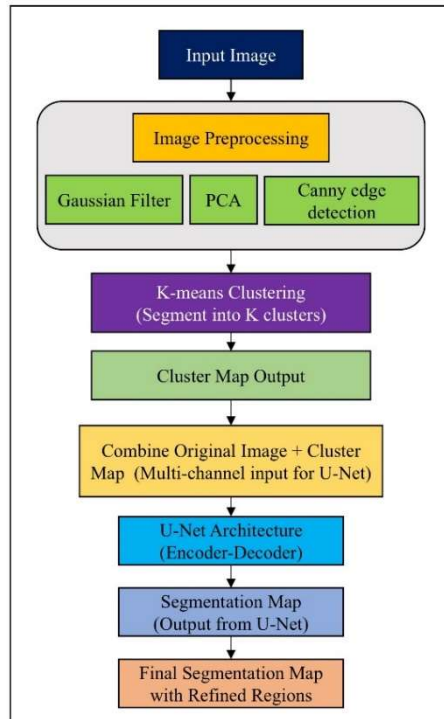 Input Image
Image Preprocessing
Gaussian Filter
PCA
Canny edge
detection
K-means Clustering
(Segment into K clusters)
Cluster Map Output
Combine Original Image + Cluster
Map (Multi-channel input for U-Net)
U-Net Architecture
(Encoder-Decoder)
Segmentation Map
(Output from U-Net)
Final Segmentation Map
with Refined Regions